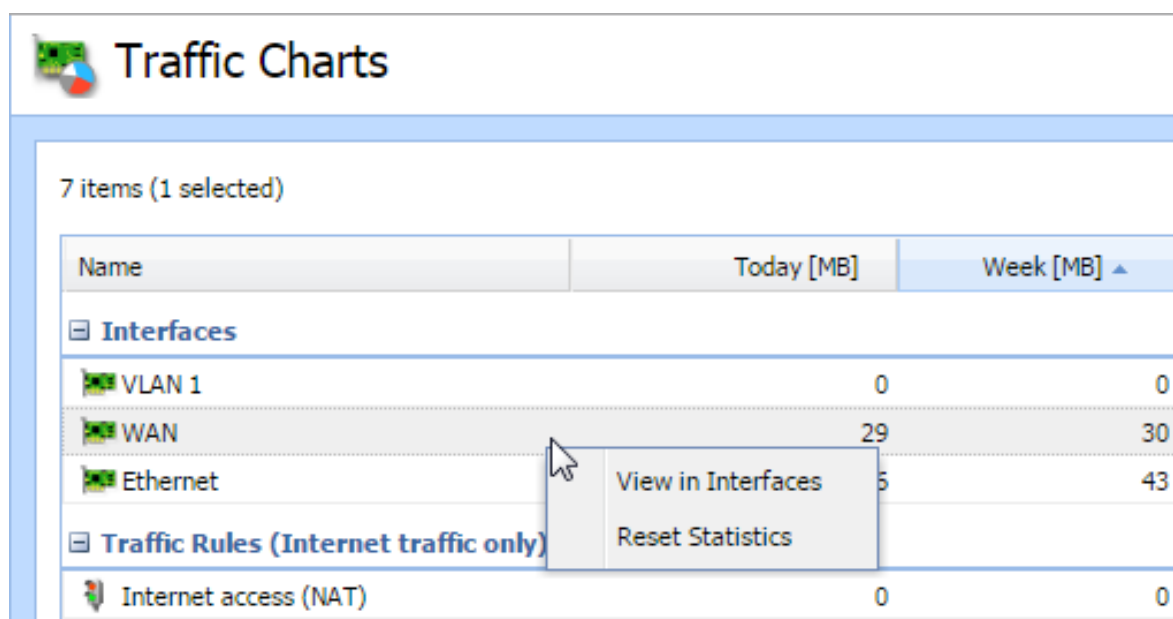 Traffic Charts
7 items (1 selected)
Name Today [MB] Week [MB]
Interfaces
VLAN 1 0 0
WAN 29 30
Ethernet 43
View in Interfaces
Traffic Rules (Internet traffic only)
Reset Statistics
Internet access (NAT) 0 0